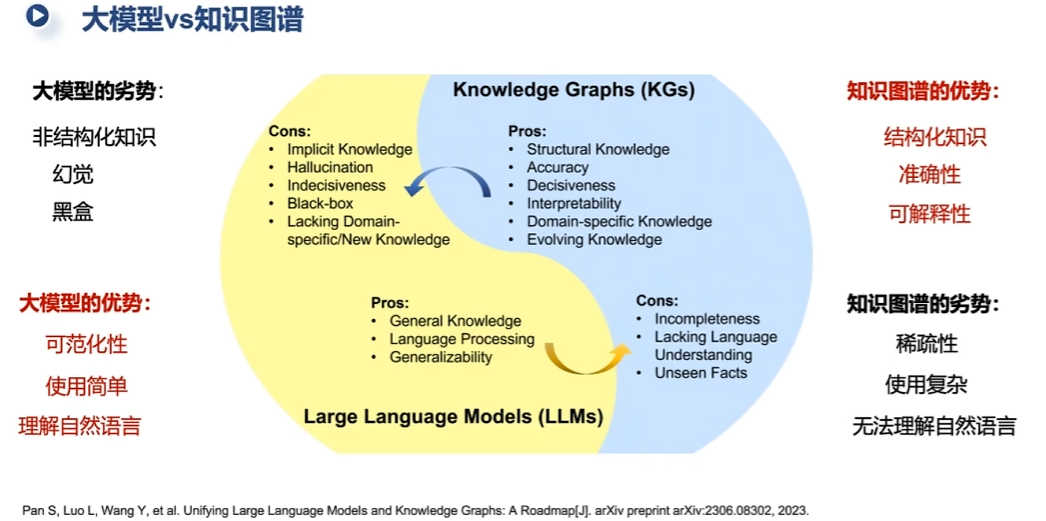 大模型vs知识图谱
大模型的劣势:
非结构化知识
幻觉
黑盒
大模型的优势:
可范化性
使用简单
理解自然语言
Knowledge Graphs (KGs)
Cons:
• Implicit Knowledge
• Hallucination
• Indecisiveness
• Black-box
• Lacking Domain-
specific/New Knowledge
Pros:
• Structural Knowledge
• Accuracy
• Decisiveness
• Interpretability
• Domain-specific Knowledge
• Evolving Knowledge
Pros:
• General Knowledge
• Language Processing
• Generalizability
Cons:
• Incompleteness
• Lacking Language
Understanding
• Unseen Facts
Large Language Models (LLMs)
知识图谱的优势:
结构化知识
准确性
可解释性
知识图谱的劣势:
稀疏性
使用复杂
无法理解自然语言
Pan S, Luo L, Wang Y, et al. Unifying Large Language Models and Knowledge Graphs: A Roadmap[J]. arXiv preprint arXiv:2306.08302, 2023.